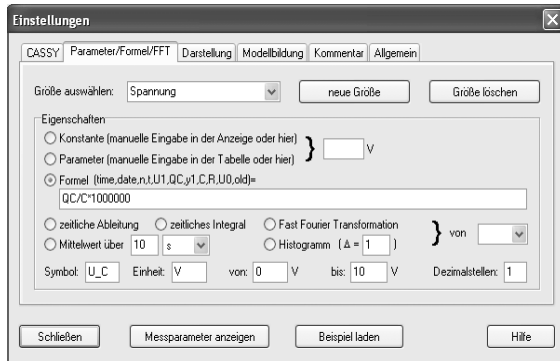 Einstellungen
CASSY Parameter/Formel/FFT Darstellung Modellbildung Kommentar Allgemein
Größe auswählen: Spannung neue Größe Größe löschen
Eigenschaften
Konstante (manuelle Eingabe in der Anzeige oder hier)
Parameter (manuelle Eingabe in der Tabelle oder hier) } V
Formel (time,date,n,t,U1,QC,y1,C,R,U0,old)=
QC/C*1000000
zeitliche Ableitung zeitliches Integral Fast Fourier Transformation
Mittelwert über 10 s Histogramm (Δ = 1 ) } von
Symbol: U_C Einheit: V von: 0 V bis: 10 V Dezimalstellen: 1
Schließen Messparameter anzeigen Beispiel laden Hilfe